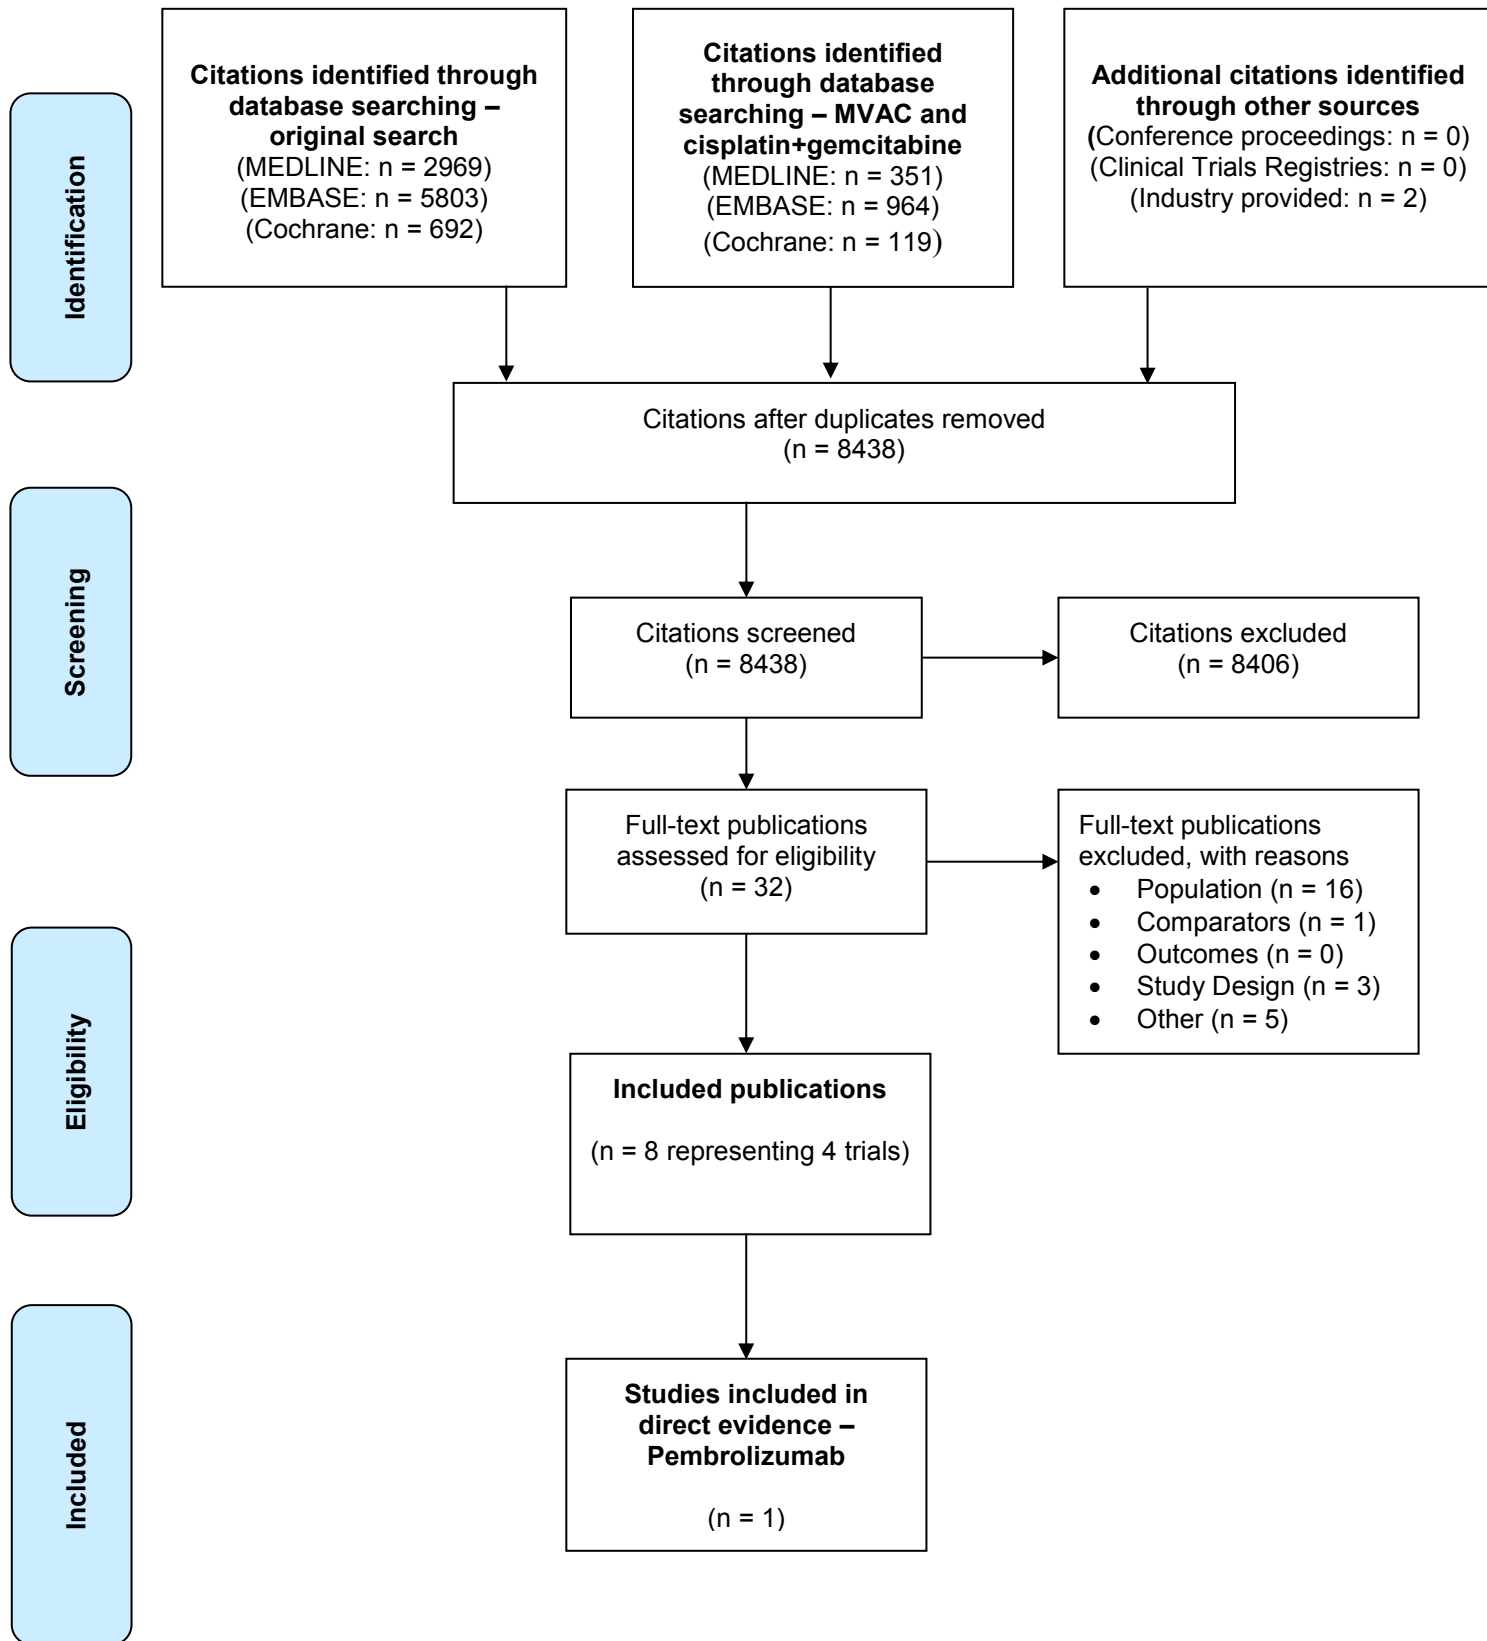 Identification
Citations identified through
database searching –
original search
(MEDLINE: n = 2969)
(EMBASE: n = 5803)
(Cochrane: n = 692)
Citations identified
through database
searching – MVAC and
cisplatin+gemcitabine
(MEDLINE: n = 351)
(EMBASE: n = 964)
(Cochrane: n = 119)
Additional citations identified
through other sources
(Conference proceedings: n = 0)
(Clinical Trials Registries: n = 0)
(Industry provided: n = 2)
Citations after duplicates removed
(n = 8438)
Screening
Citations screened
(n = 8438)
Citations excluded
(n = 8406)
Full-text publications
assessed for eligibility
(n = 32)
Full-text publications
excluded, with reasons
• Population (n = 16)
• Comparators (n = 1)
• Outcomes (n = 0)
• Study Design (n = 3)
• Other (n = 5)
Eligibility
Included publications
(n = 8 representing 4 trials)
Included
Studies included in
direct evidence –
Pembrolizumab
(n = 1)